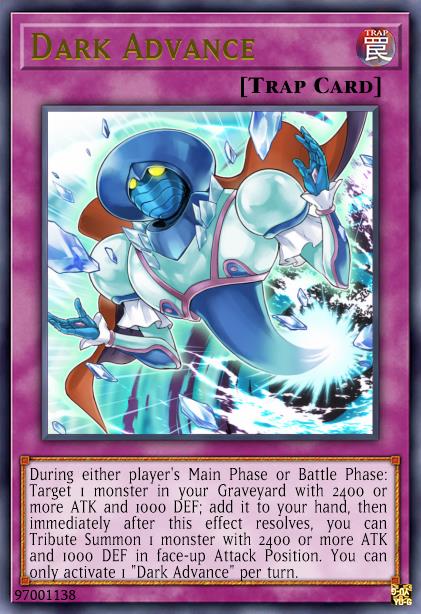 DARK ADVANCE
TRAP
罠
[TRAP CARD]
During either player's Main Phase or Battle Phase:
Target 1 monster in your Graveyard with 2400 or
more ATK and 1000 DEF; add it to your hand, then
immediately after this effect resolves, you can
Tribute Summon 1 monster with 2400 or more ATK
and 1000 DEF in face-up Attack Position. You can
only activate 1 "Dark Advance" per turn.
97001138